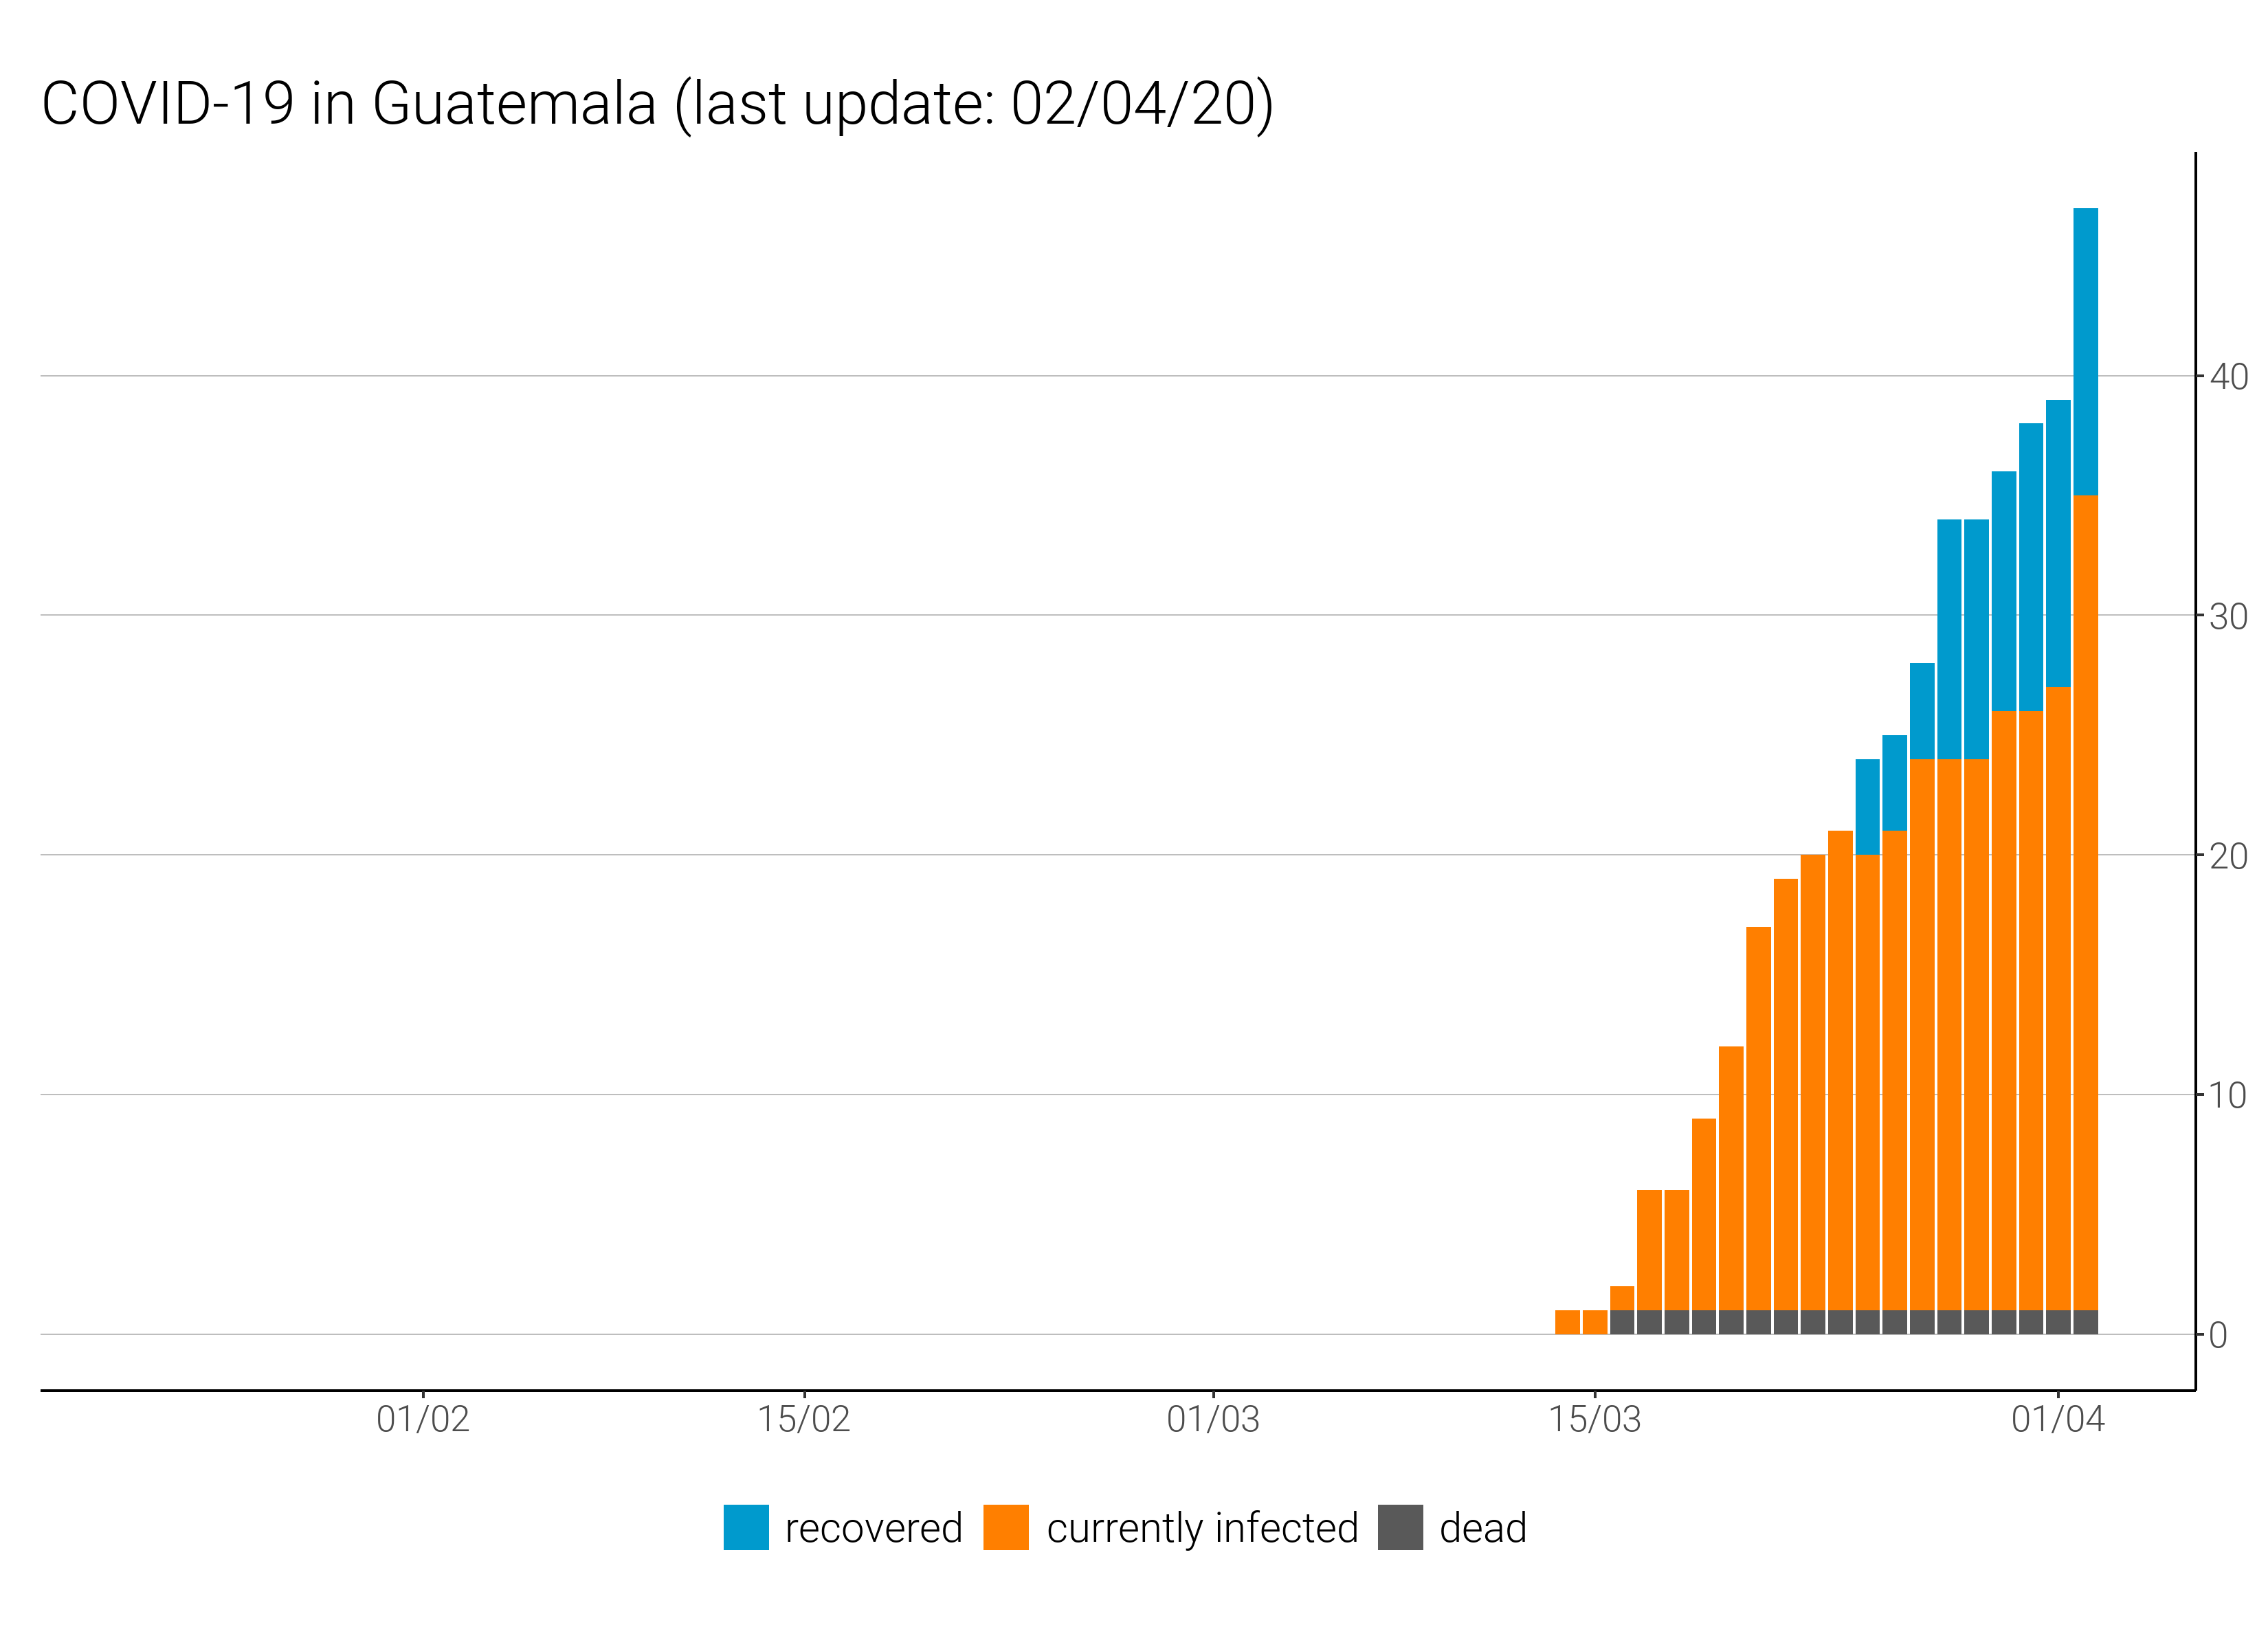 COVID-19 in Guatemala (last update: 02/04/20)
40
30
20
10
0
01/02 15/02 01/03 15/03 01/04
recovered currently infected dead